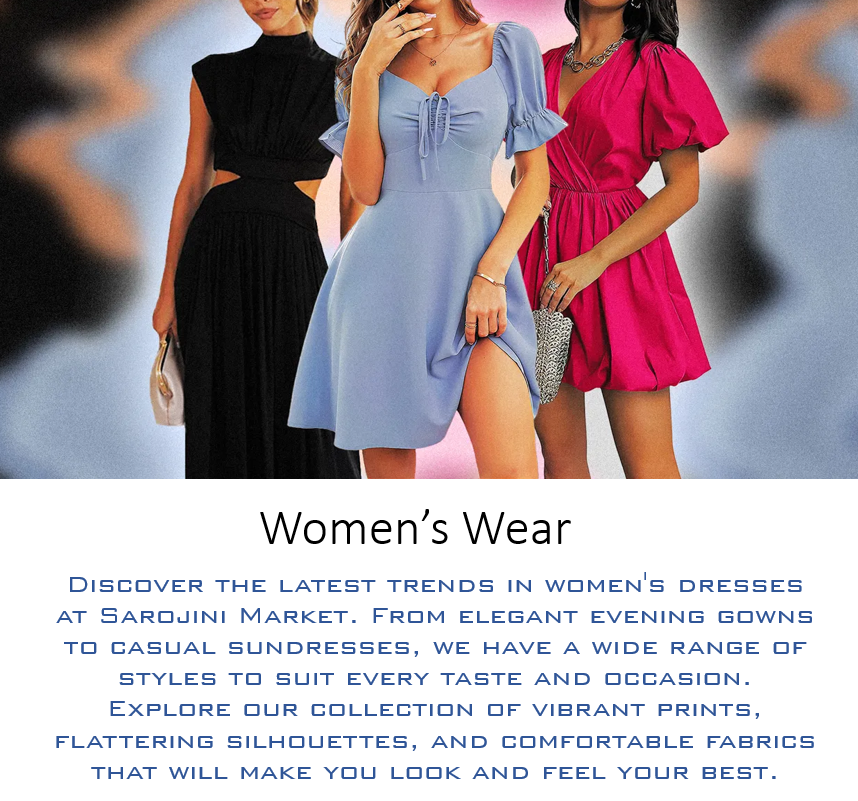 Women’s Wear
Discover the latest trends in women's dresses
at Sarojini Market. From elegant evening gowns
to casual sundresses, we have a wide range of
styles to suit every taste and occasion.
Explore our collection of vibrant prints,
flattering silhouettes, and comfortable fabrics
that will make you look and feel your best.